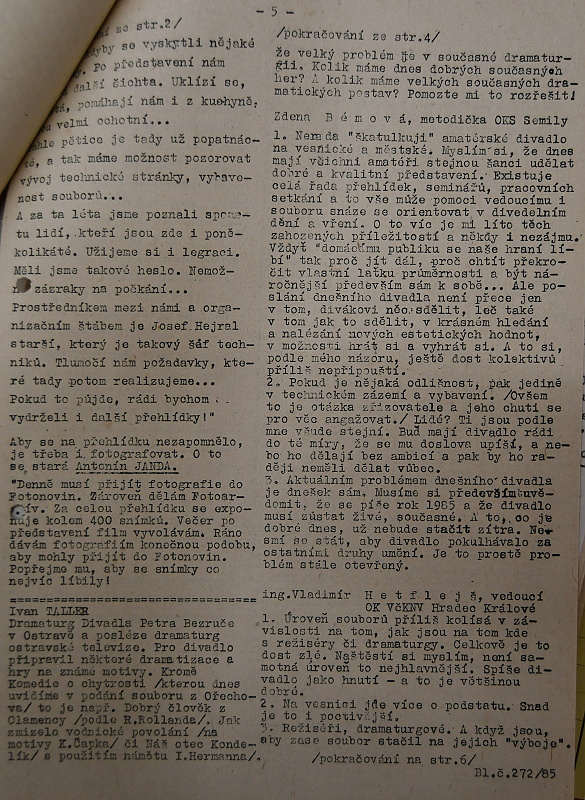 - 5 -
ní ze str.2/
kdyby se vyskytli nějaké
Po představení nám
další čichta. Uklízí se,
pomáhají nám i z kuchyně,
velmi ochotní...
pětice je tady už popatnác-
té, a tak máme možnost pozorovat
vývoj technické stránky, vybave-
nost souborů...
A za ta léta jsme poznali spous-
tu lidí, kteří jsou zde i poně-
kolikáté. Užijeme si i legraci.
Měli jsme takové heslo. Nemož-
zázraky na počkání...
Prostředníkem mezi námi a orga-
nizačním štábem je Josef Hejral
starší, který je takový šéf tech-
niků. Tlumočí nám požadavky, kte-
ré tady potom realizujeme...
Pokud to půjde, rádi bychom
vydrželi i další přehlídky!"
Aby se na přehlídku nezapomnělo,
je třeba i fotografovat. O to
se stará Antonín JANDA.
"Denně musí přijít fotografie do
Fotonovin. Zároveň dělám Fotoar-
chív. Za celou přehlídku se expo-
nuje kolem 400 snímků. Večer po
představení film vyvolávám. Ráno
dávám fotografiím konečnou podobu,
aby mohly přijít do Fotonovin.
Popřejme mu, aby se snímky co
nejvíc líbily!
================================
Ivan TALLER
Dramaturg Divadla Petra Bezruče
v Ostravě a posléze dramaturg
ostravské televize. Pro divadlo
připravil některé dramatizace a
hry na známé motivy. Kromě
Komedie o chytrosti /kterou dnes
uvidíme v podání souboru z Ořecho-
va/ to je např. Dobrý člověk z
Clamency /podle R.Rollanda/. Jak
zmizelo vodnické povolání /na
motivy K.Čapka/ či Náš otec Konde-
lík/ s použitím námětu I.Hermanna/.
/pokračování ze str.4/
Že velký problém je v současné dramatur-
gii. Kolik máme dnes dobrých současných
her? A kolik máme velkých současných dra-
matických postav? Pomozte mi to rozřešit!
Zdena B é m o v á, metodička OKS Semily
1. Nerada "škatulkuji" amatérské divadlo
na vesnické a městské. Myslím si, že dnes
mají všichni amatéři stejnou šanci udělat
dobré a kvalitní představení. Existuje
celá řada přehlídek, seminářů, pracovních
setkání a to vše může pomoci vedoucímu i
souboru snáze se orientovat v divedelním
dění a vření. O to víc je mi líto těch
zahozených příležitostí a někdy i nezájmu.
Vždyť "domácímu publiku se naše hraní lí-
bí" tak proč jít dál, proč chtít překro-
čit vlastní laťku průměrnosti a být ná-
ročnější především sám k sobě... Ale po-
slání dnešního divadla není přece jen
v tom, divákovi něco sdělit, leč také
v tom jak to sdělit, v krásném hledání
a nalézání nových estetických hodnot,
v možnosti hrát si a vyhrát si. A to si,
podle mého názoru, ještě dost kolektivů
příliš nepřipouští.
2. Pokud je nějaká odlišnost, pak jedině
v technickém zázemí a vybavení. /Ovšem
to je otázka zřizovatele a jeho chuti se
pro věc angažovat./ Lidé? Ti jsou podle
mne všude stejní. Buď mají divadlo rádi
do té míry, že se mu doslova upíší, a ne-
bo ho dělají bez ambicí a pak by ho ra-
ději neměli dělat vůbec.
3. Aktuálním problémem dnešního divadla
je dnešek sám. Musíme si předevšímuvě-
domit, že se píše rok 1985 a že divadlo
musí zůstat živé, současné. A to, co je
dobré dnes, už nebude stačit zítra. Ne-
smí se stát, aby divadlo pokulhávalo za
ostatními druhy umění. Je to prostě pro-
blém stále otevřený.
ing.Vladimír H e t f l e j š, vedoucí
OK VčKNV Hradec Králové
1. Úroveň souborů příliš kolísá v zá-
vislosti na tom, jak jsou na tom kde
s režiséry či dramaturgy. Celkově je to
dost zlé. Naštěstí si myslím, není sa-
motná úroveň to nejhlavnější. Spíše di-
vadlo jako hnutí - a to je většinou
dobré.
2. Na vesnici jde více o podstatu. Snad
je to i poctivější.
3. Režiséři, dramaturgové. A když jsou,
aby zase soubor stačil na jejich "výboje".
/pokračování na str.6/
Bl.č.272/85